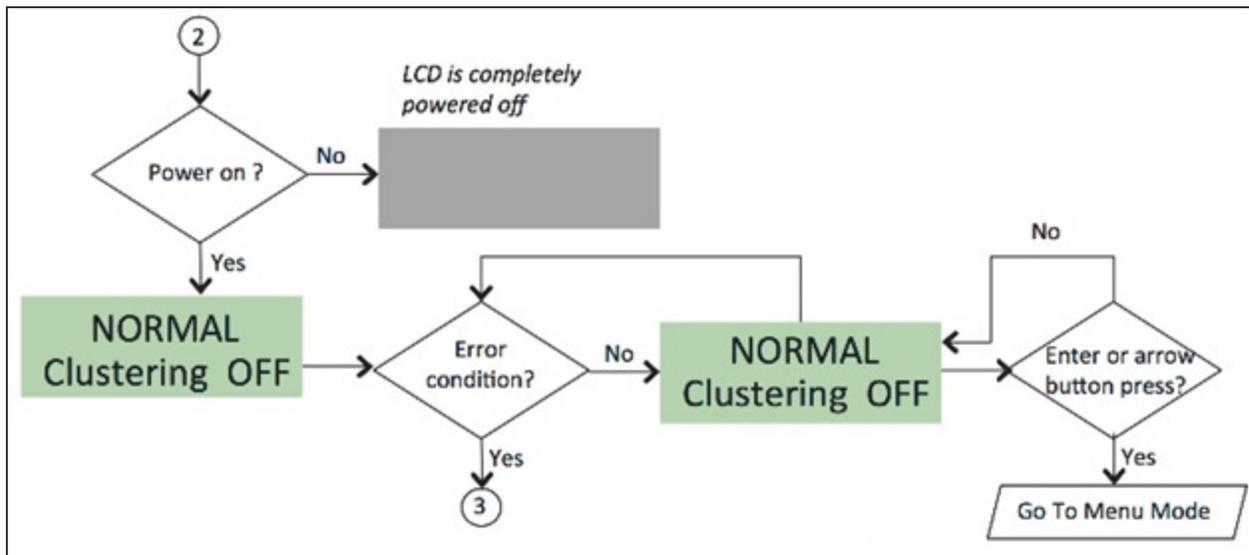 2
LCD is completely
powered off
Power on ?
No
Yes
NORMAL
Clustering OFF
Error
condition?
No
Yes
3
NORMAL
Clustering OFF
No
Enter or arrow
button press?
Yes
Go To Menu Mode